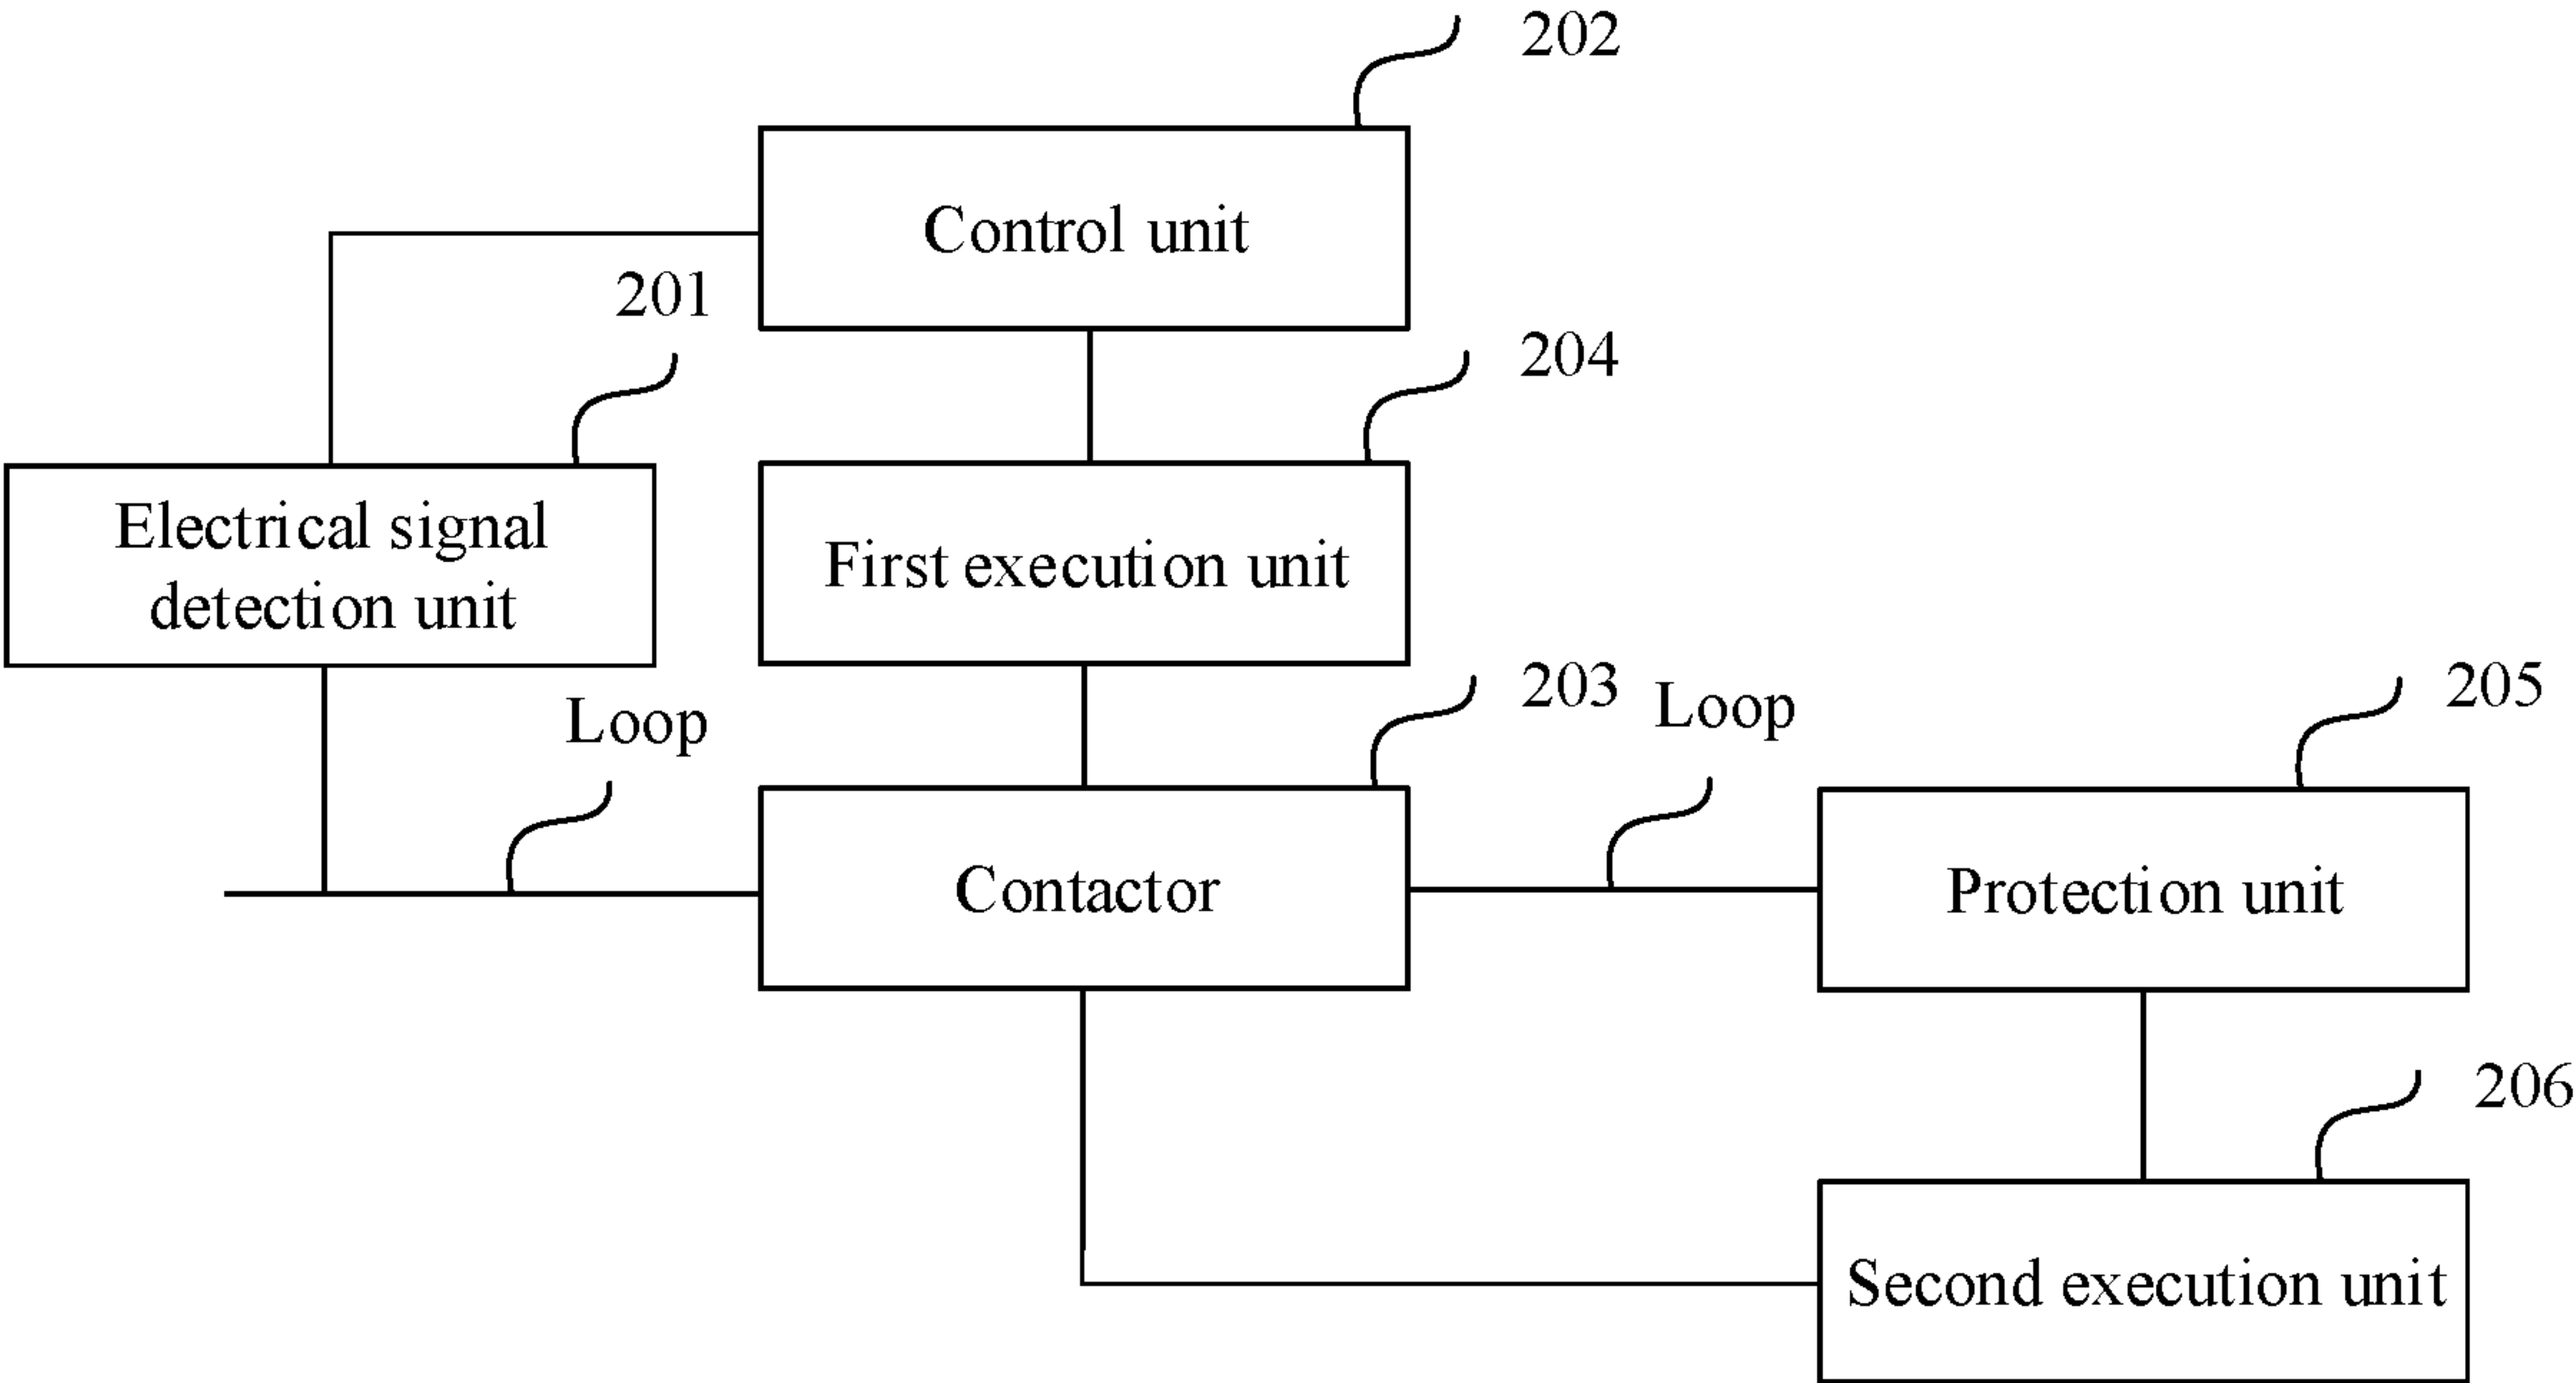 202
Control unit
201
204
Electrical signal
detection unit
First execution unit
203
Loop
Loop
205
Contactor
Protection unit
206
Second execution unit